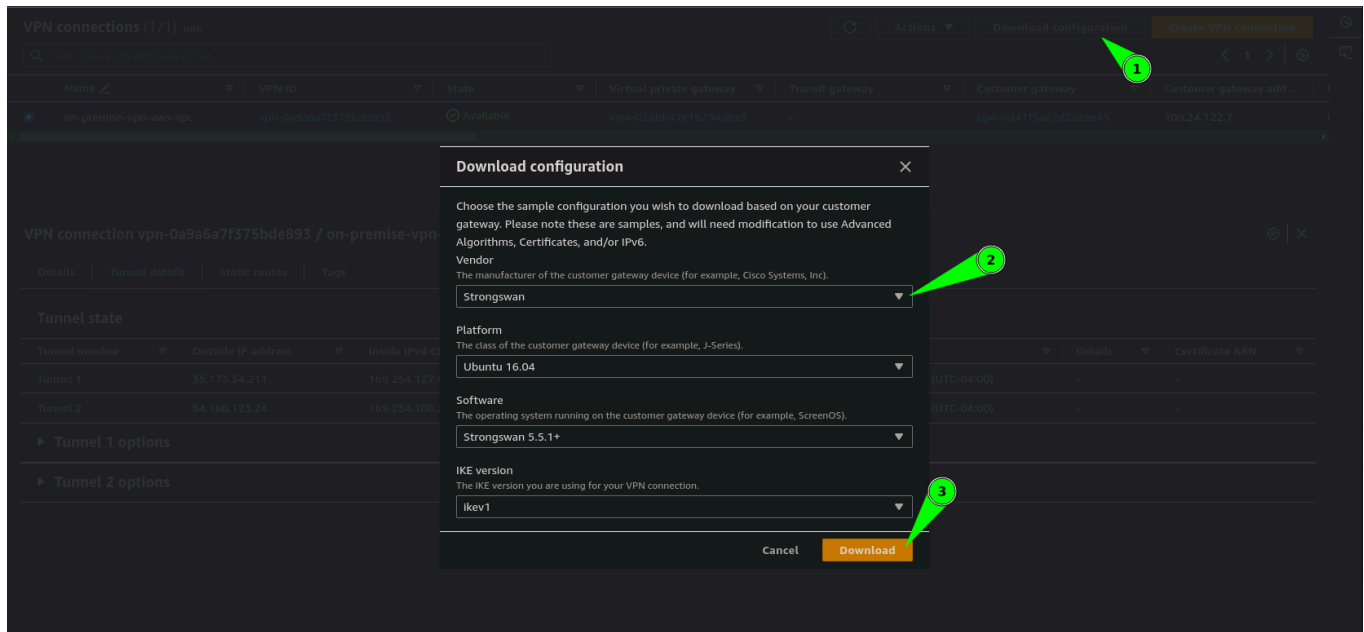 VPN connections (1/1) Info
Actions
Download configuration
Create VPN connection
1
1
Name
VPN ID
State
Virtual private gateway
Transit gateway
Customer gateway
Customer gateway add...
on-premise-vpn-aws-vpc
vpn-0a9a6a7f375bde893
Available
–
100.24.122.7
Download configuration
Choose the sample configuration you wish to download based on your customer
gateway. Please note these are samples, and will need modification to use Advanced
Algorithms, Certificates, and/or IPv6.
Vendor
2
The manufacturer of the customer gateway device (for example, Cisco Systems, Inc).
Strongswan
Platform
The class of the customer gateway device (for example, J-Series).
Ubuntu 16.04
Software
The operating system running on the customer gateway device (for example, ScreenOS).
Strongswan 5.5.1+
IKE version
The IKE version you are using for your VPN connection.
3
ikev1
Cancel
Download
VPN connection vpn-0a9a6a7f375bde893 / on-premise-vpn-
Details
Tunnel details
Static routes
Tags
Tunnel state
Tunnel number
Outside IP address
Inside IPv4 C
Details
Certificate ARN
Tunnel 1
35.173.34.211
169.254.127.
(UTC-04:00)
–
–
Tunnel 2
54.166.123.24
169.254.108.
(UTC-04:00)
–
–
Tunnel 1 options
Tunnel 2 options